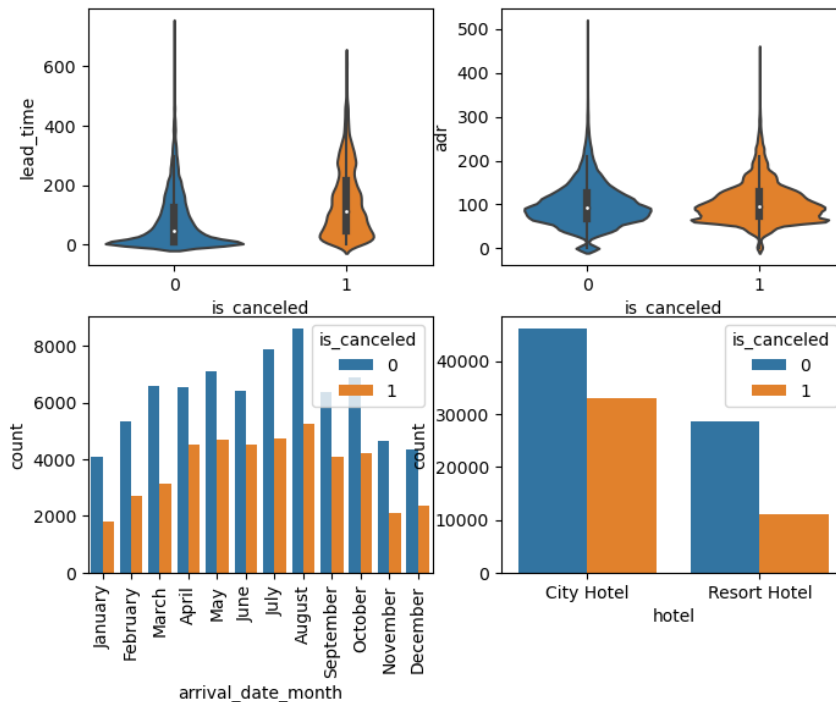 lead_time
600
400
200
0
0
1
is_canceled
adr
500
400
300
200
100
0
0
1
is_canceled
count
8000
6000
4000
2000
0
is_canceled
0
1
January
February
March
April
May
June
July
August
September
October
November
December
arrival_date_month
count
40000
30000
20000
10000
0
is_canceled
0
1
City Hotel
Resort Hotel
hotel